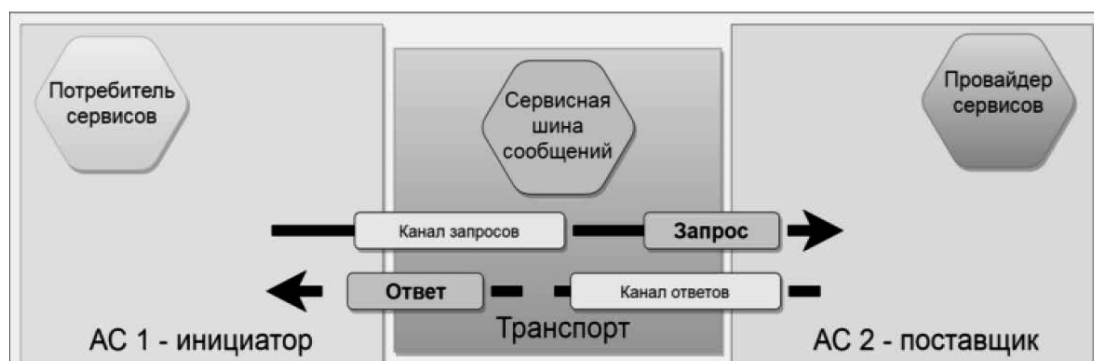 Потребитель
сервисов
Сервисная
шина
сообщений
Провайдер
сервисов
Канал запросов
Запрос
Ответ
Канал ответов
АС 1 - инициатор
Транспорт
АС 2 - поставщик